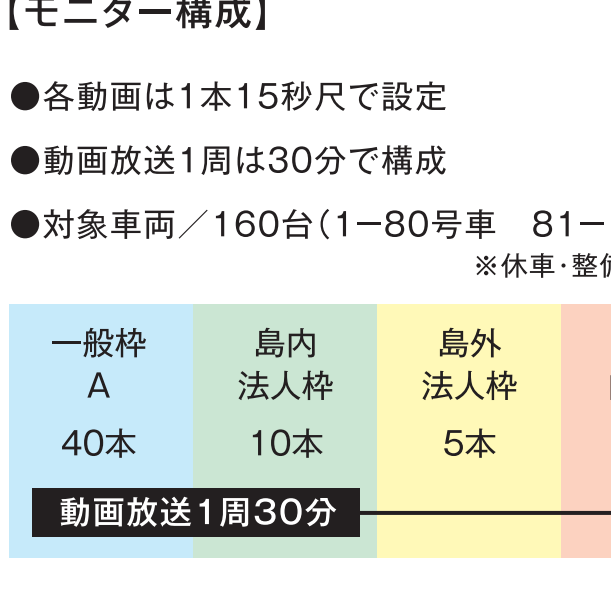 【モニター構成】
●各動画は1本15秒尺で設定
●動画放送1周は30分で構成
●対象車両／160台（1ー80号車　81ー
※休車・整備
一般枠
A
40本
島内
法人枠
10本
島外
法人枠
5本
動画放送1周30分